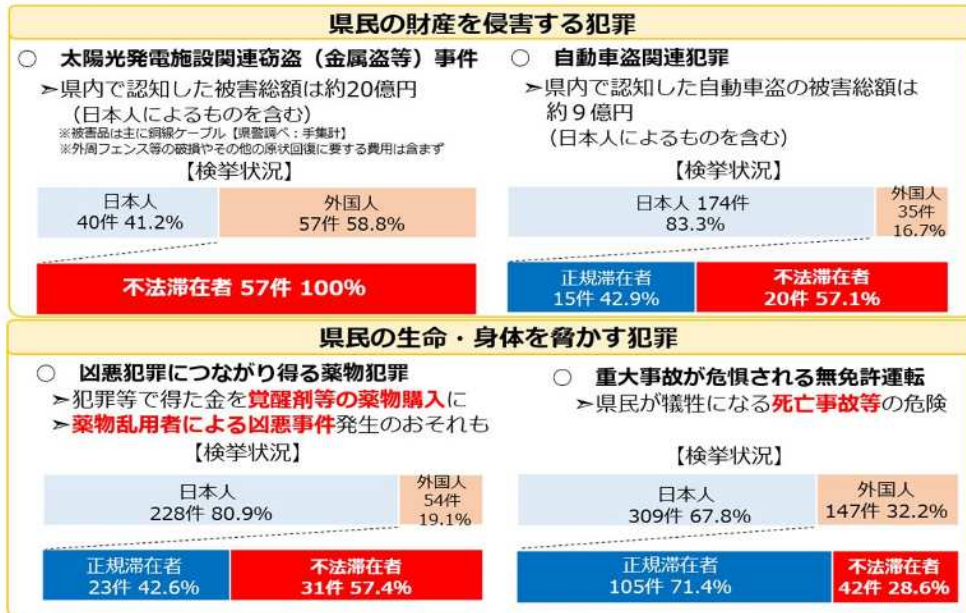 県民の財産を侵害する犯罪
○ 太陽光発電施設関連窃盗（金属盗等）事件
➣県内で認知した被害総額は約20億円
（日本人によるものを含む）
※被害品は主に銅線ケーブル【県警調べ：手集計】
※外周フェンス等の破損やその他の原状回復に要する費用は含まず
【検挙状況】
日本人
40件 41.2%
外国人
57件 58.8%
不法滞在者 57件 100%
○ 自動車盗関連犯罪
➣県内で認知した自動車盗の被害総額は
約９億円
（日本人によるものを含む）
【検挙状況】
日本人 174件
83.3%
外国人
35件
16.7%
正規滞在者
15件 42.9%
不法滞在者
20件 57.1%
県民の生命・身体を脅かす犯罪
○ 凶悪犯罪につながり得る薬物犯罪
➣犯罪等で得た金を覚醒剤等の薬物購入に
➣薬物乱用者による凶悪事件発生のおそれも
【検挙状況】
日本人
228件 80.9%
外国人
54件
19.1%
正規滞在者
23件 42.6%
不法滞在者
31件 57.4%
○ 重大事故が危惧される無免許運転
➣県民が犠牲になる死亡事故等の危険
【検挙状況】
日本人
309件 67.8%
外国人
147件 32.2%
正規滞在者
105件 71.4%
不法滞在者
42件 28.6%